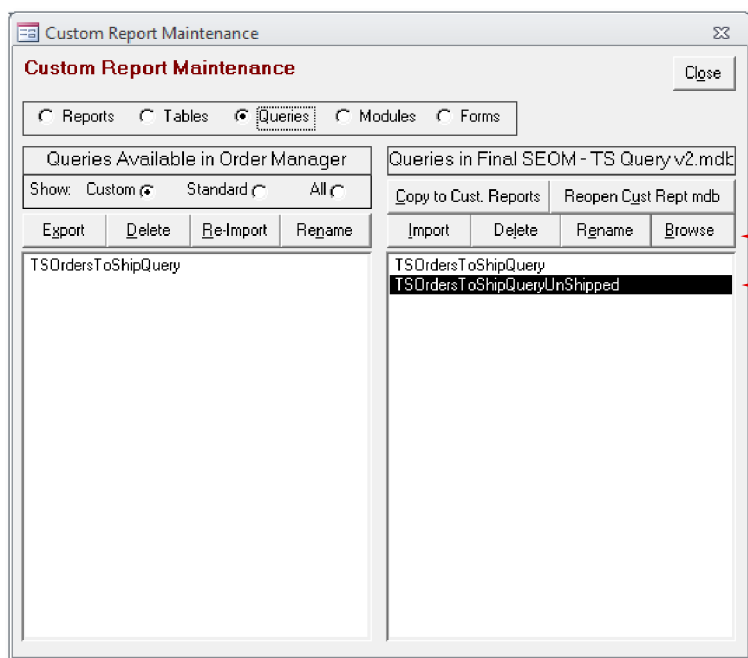 Custom Report Maintenance
Custom Report Maintenance
Close
Reports Tables Queries Modules Forms
Queries Available in Order Manager
Show: Custom Standard All
Export Delete Re-Import Rename
TSOrdersToShipQuery
Queries in Final SEOM - TS Query v2.mdb
Copy to Cust. Reports Reopen Cust Rept mdb
Import Delete Rename Browse
TSOrdersToShipQuery
TSOrdersToShipQueryUnShipped